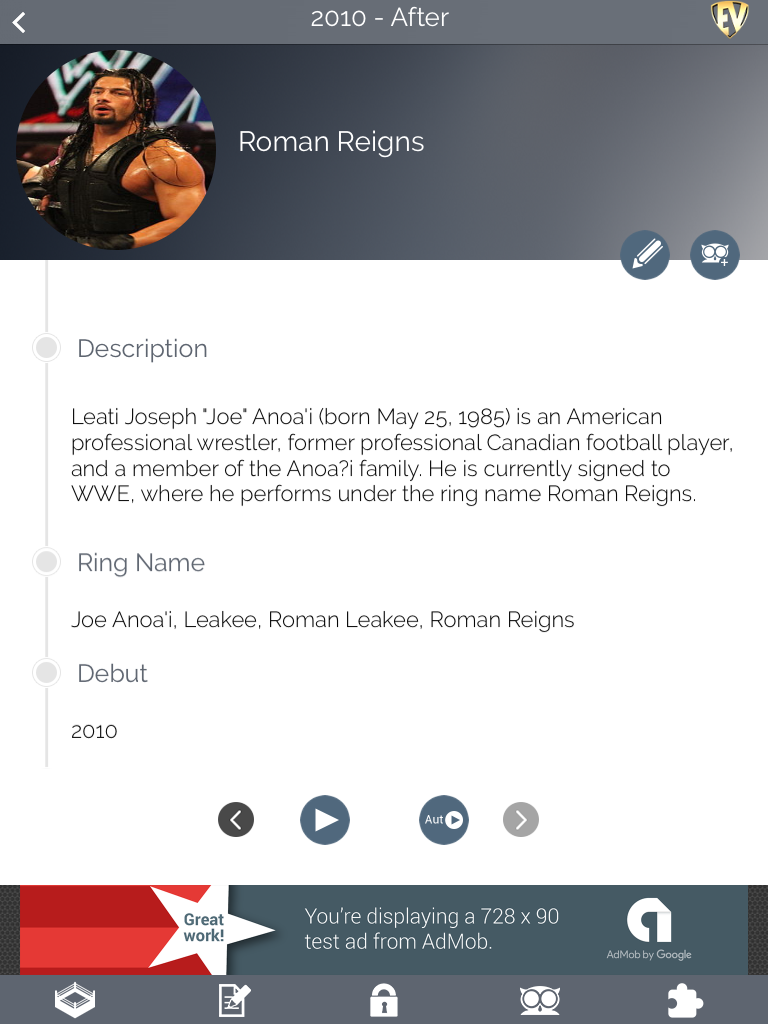 2010 - After
EV
Roman Reigns
Description
Leati Joseph "Joe" Anoa'i (born May 25, 1985) is an American
professional wrestler, former professional Canadian football player,
and a member of the Anoa?i family. He is currently signed to
WWE, where he performs under the ring name Roman Reigns.
Ring Name
Joe Anoa'i, Leakee, Roman Leakee, Roman Reigns
Debut
2010
Aut
Great
work!
You're displaying a 728 x 90
test ad from AdMob.
AdMob by Google